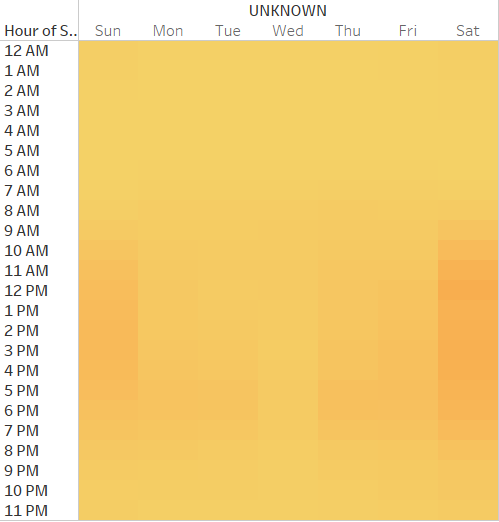 UNKNOWN
Hour of S.. Sun Mon Tue Wed Thu Fri Sat
12 AM
1 AM
2 AM
3 AM
4 AM
5 AM
6 AM
7 AM
8 AM
9 AM
10 AM
11 AM
12 PM
1 PM
2 PM
3 PM
4 PM
5 PM
6 PM
7 PM
8 PM
9 PM
10 PM
11 PM